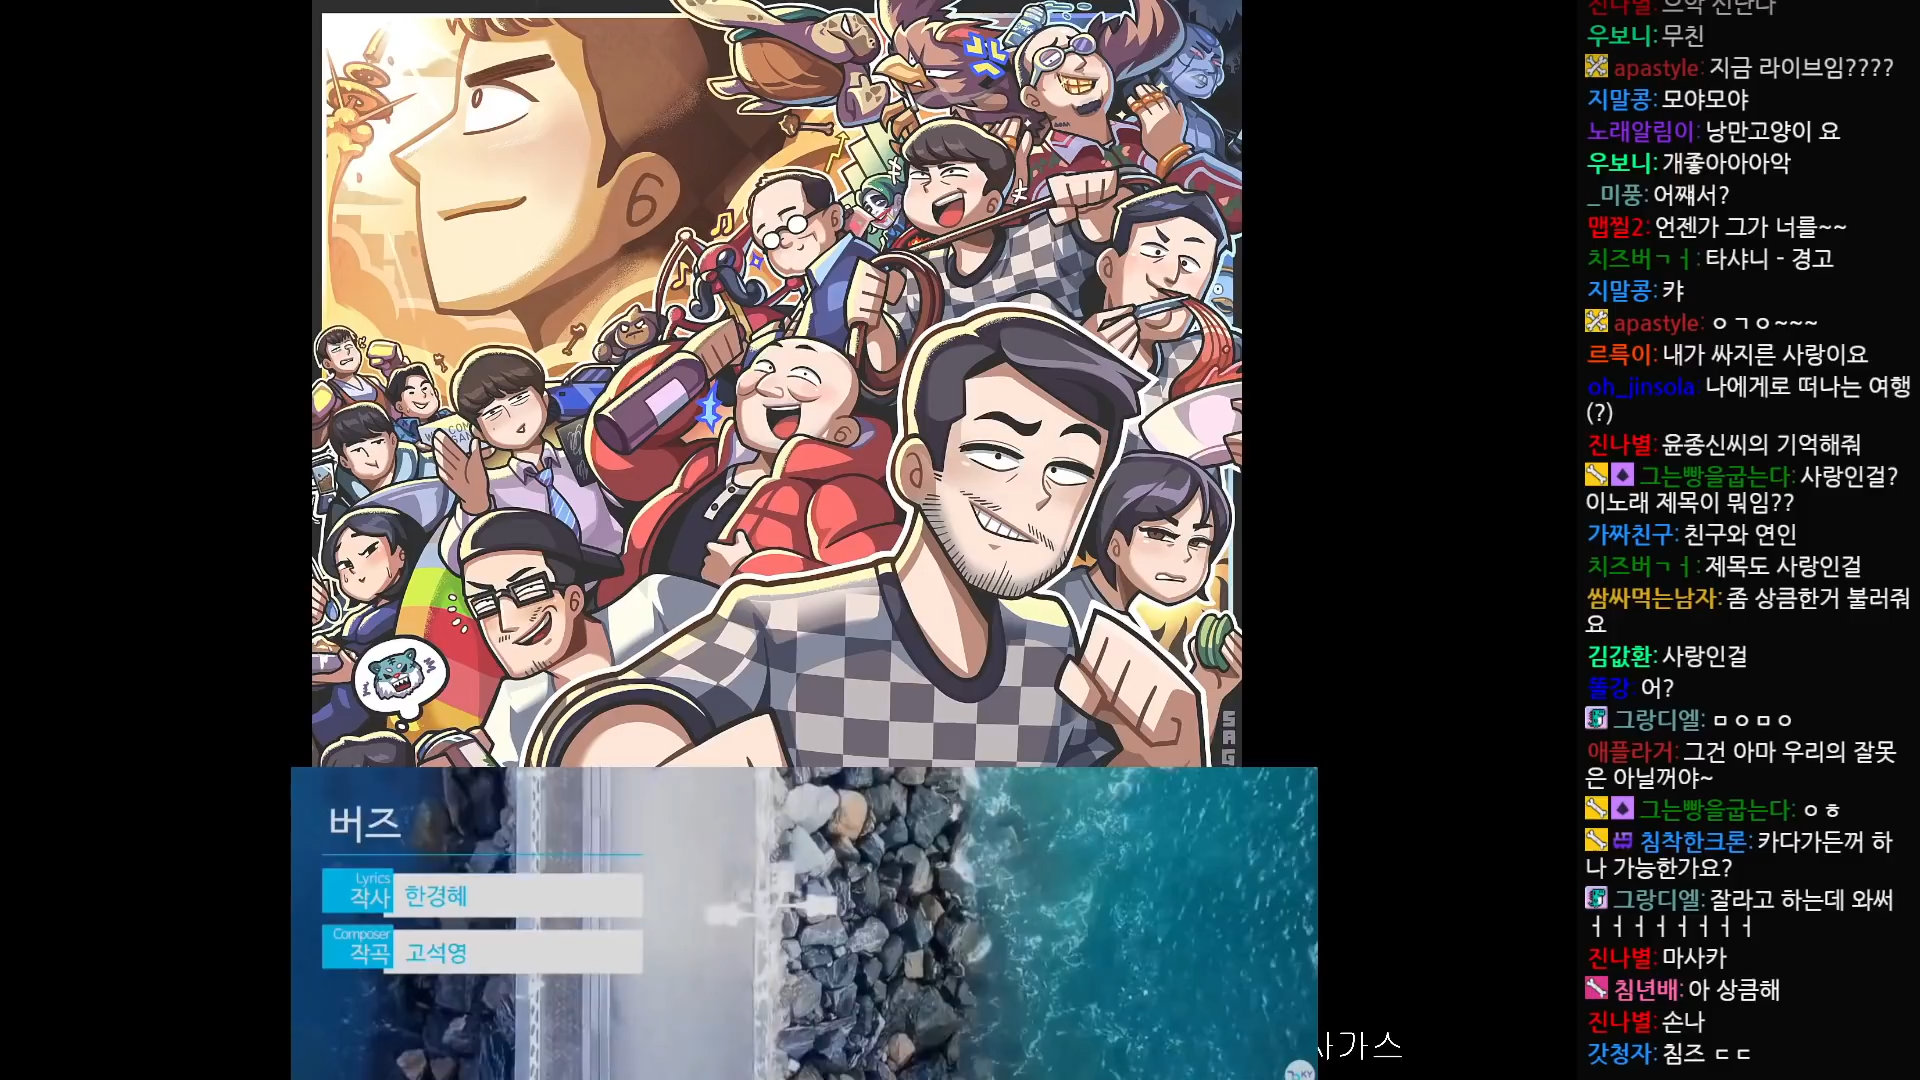 6
WELCOM
버즈
Lyrics
작사 한경혜
Composer
작곡 고석영
사가스
SAG
진나별: 으악 신난다
우보니: 무친
apastyle: 지금 라이브임????
지말콩: 모야모야
노래알림이: 낭만고양이 요
우보니: 개좋아아아악
_미풍: 어째서?
맵찔2: 언젠가 그가 너를~~
치즈버ㄱㅓ: 타샤니 - 경고
지말콩: 캬
apastyle: ㅇㄱㅇ~~~
르륵이: 내가 싸지른 사랑이요
oh_jinsola: 나에게로 떠나는 여행
(?)
진나별: 윤종신씨의 기억해줘
그는빵을굽는다: 사랑인걸?
이노래 제목이 뭐임??
가짜친구: 친구와 연인
치즈버ㄱㅓ: 제목도 사랑인걸
쌈싸먹는남자: 좀 상큼한거 불러줘
요
김값환: 사랑인걸
똘강: 어?
그랑디엘: ㅁㅇㅁㅇ
애플라거: 그건 아마 우리의 잘못
은 아닐꺼야~
그는빵을굽는다: ㅇㅎ
침착한크론: 카다가든꺼 하
나 가능한가요?
그랑디엘: 잘라고 하는데 와써
ㅓㅓㅓㅓㅓㅓㅓㅓ
진나별: 마사카
침년배: 아 상큼해
진나별: 손나
갓청자: 침즈 ㄷㄷ